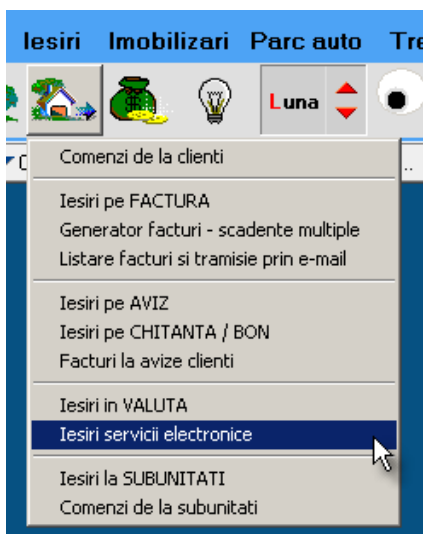 Iesiri Imobilizari Parc auto Tre
Luna
Comenzi de la clienti
Iesiri pe FACTURA
Generator facturi - scadente multiple
Listare facturi si tramisie prin e-mail
Iesiri pe AVIZ
Iesiri pe CHITANTA / BON
Facturi la avize clienti
Iesiri in VALUTA
Iesiri servicii electronice
Iesiri la SUBUNITATI
Comenzi de la subunitati